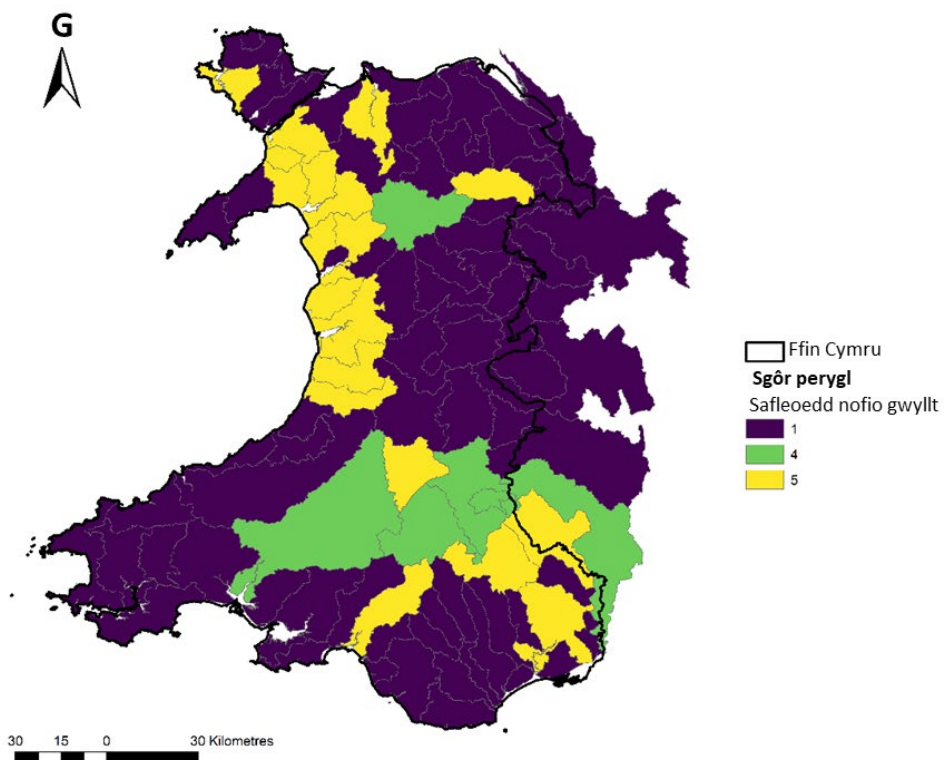 G
Ffin Cymru
Sgôr perygl
Safleoedd nofio gwyllt
1
4
5
30 15 0 30 Kilometres